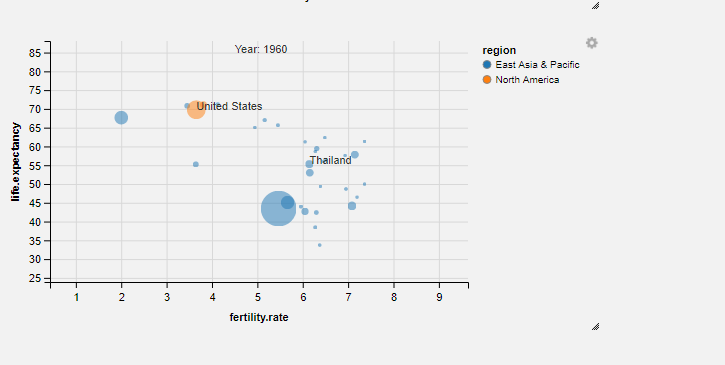 Year: 1960
region
East Asia & Pacific
North America
85
80
75
70
65
60
55
50
45
40
35
30
25
United States
Thailand
life.expectancy
1 2 3 4 5 6 7 8 9
fertility.rate